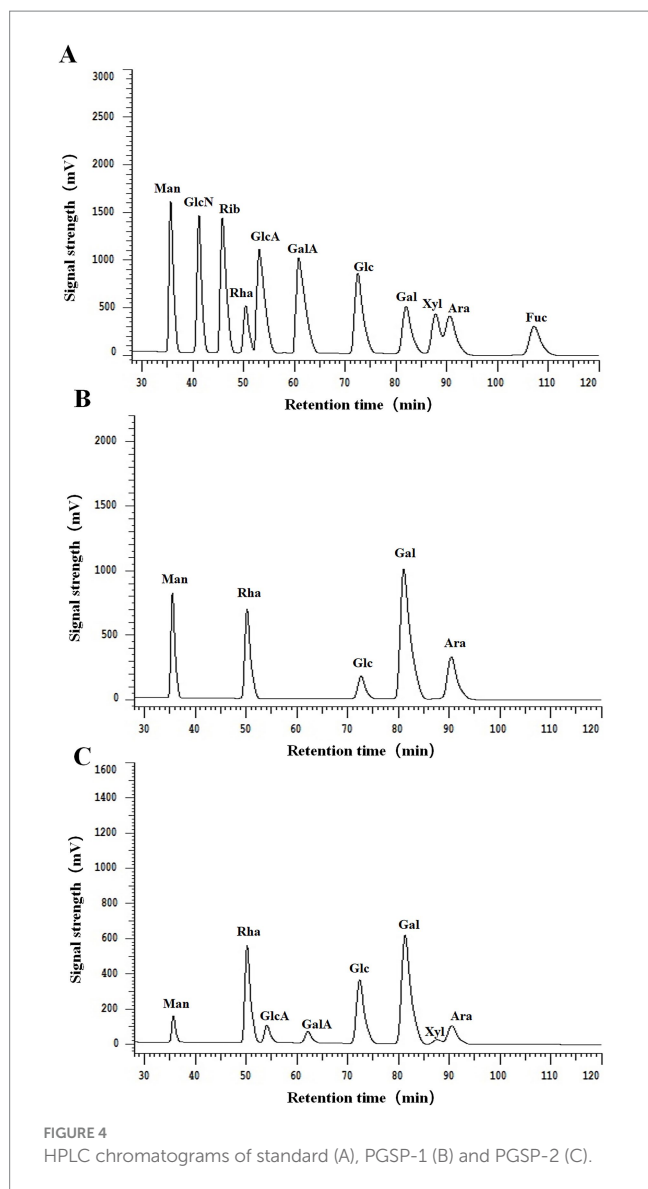 A
3000
2500
2000
1500
1000
500
0
Signal strength（mV）
Man
GlcN
Rib
Rha
GlcA
GalA
Glc
Gal
Xyl
Ara
Fuc
30 40 50 60 70 80 90 100 110 120
Retention time（min）
B
2000
1500
1000
500
0
Signal strength（mV）
Man
Rha
Glc
Gal
Ara
30 40 50 60 70 80 90 100 110 120
Retention time（min）
C
1600
1400
1200
1000
800
600
400
200
0
Signal strength（mV）
Man
Rha
GlcA
GalA
Glc
Gal
Xyl
Ara
30 40 50 60 70 80 90 100 110 120
Retention time（min）
FIGURE 4
HPLC chromatograms of standard (A), PGSP-1 (B) and PGSP-2 (C).